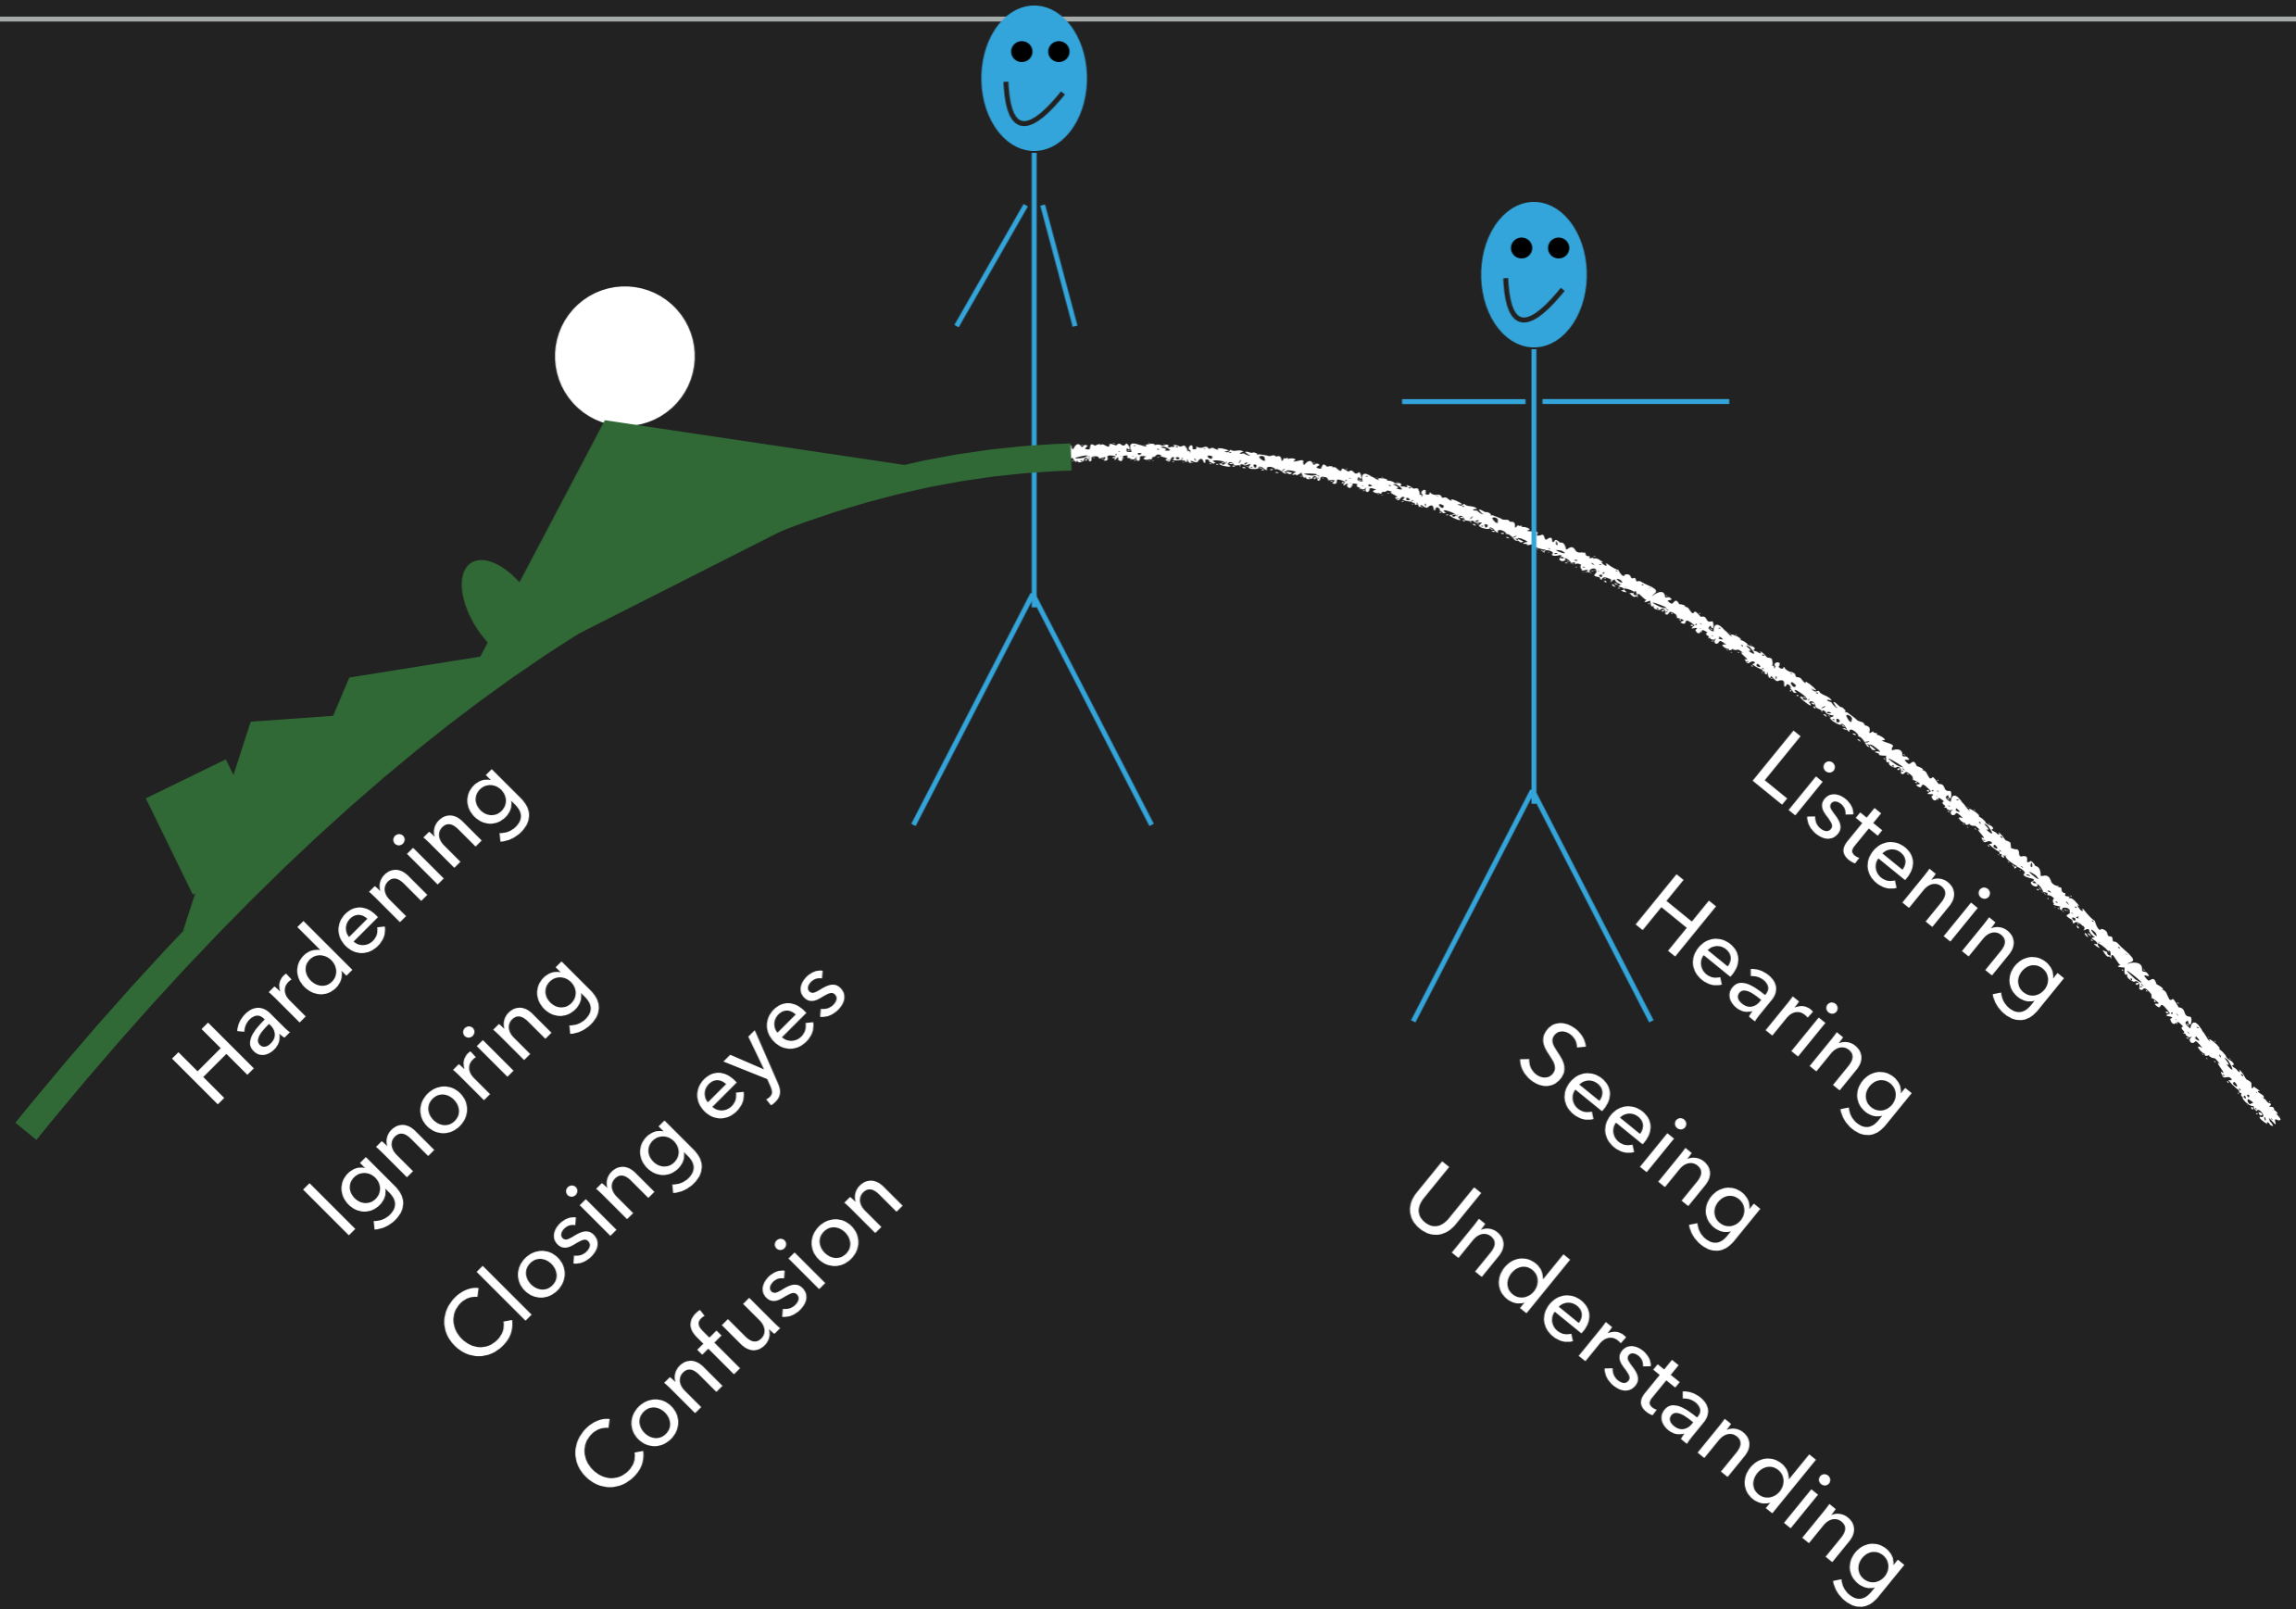 Hardening
Ignoring
Closing eyes
Confusion
Listening
Hearing
Seeing
Understanding